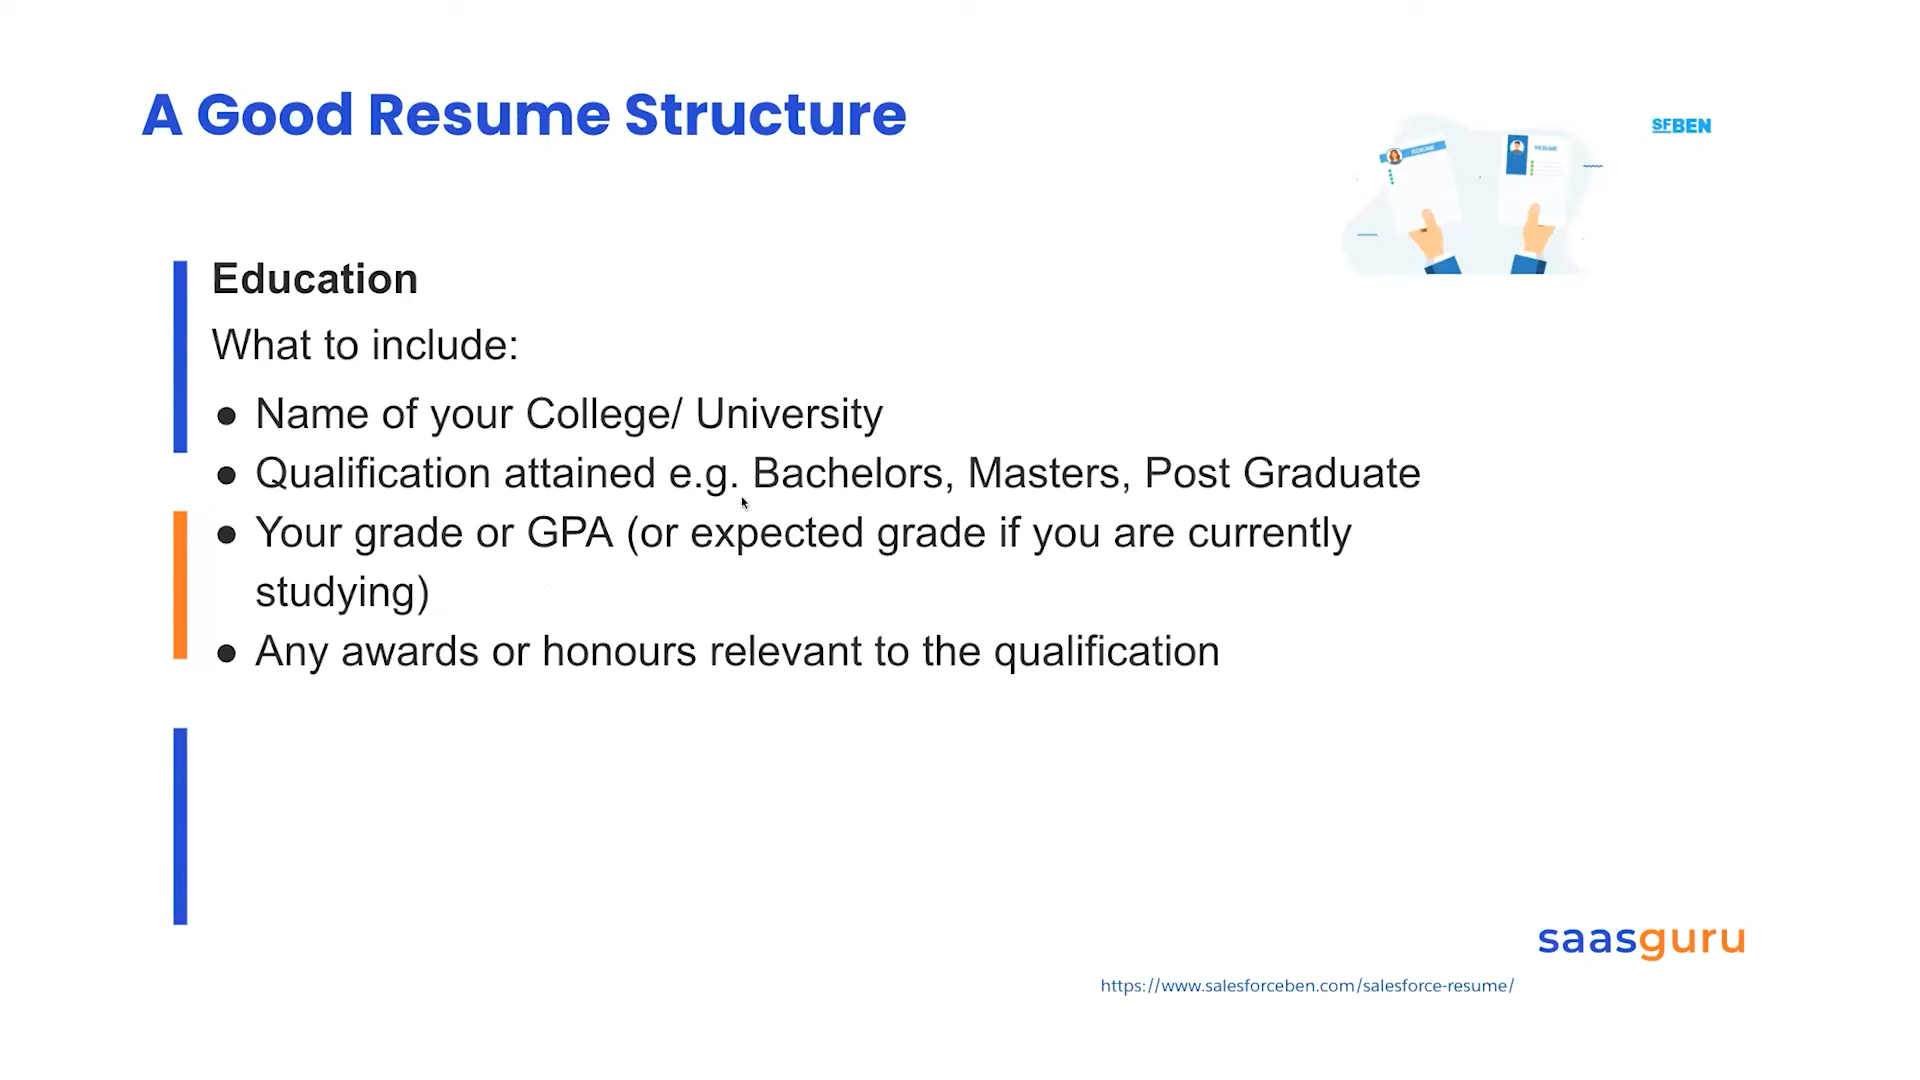 A Good Resume Structure
SFBEN
RESUME
RESUME
Education
What to include:
● Name of your College/ University
● Qualification attained e.g. Bachelors, Masters, Post Graduate
● Your grade or GPA (or expected grade if you are currently
studying)
● Any awards or honours relevant to the qualification
saasguru
https://www.salesforceben.com/salesforce-resume/